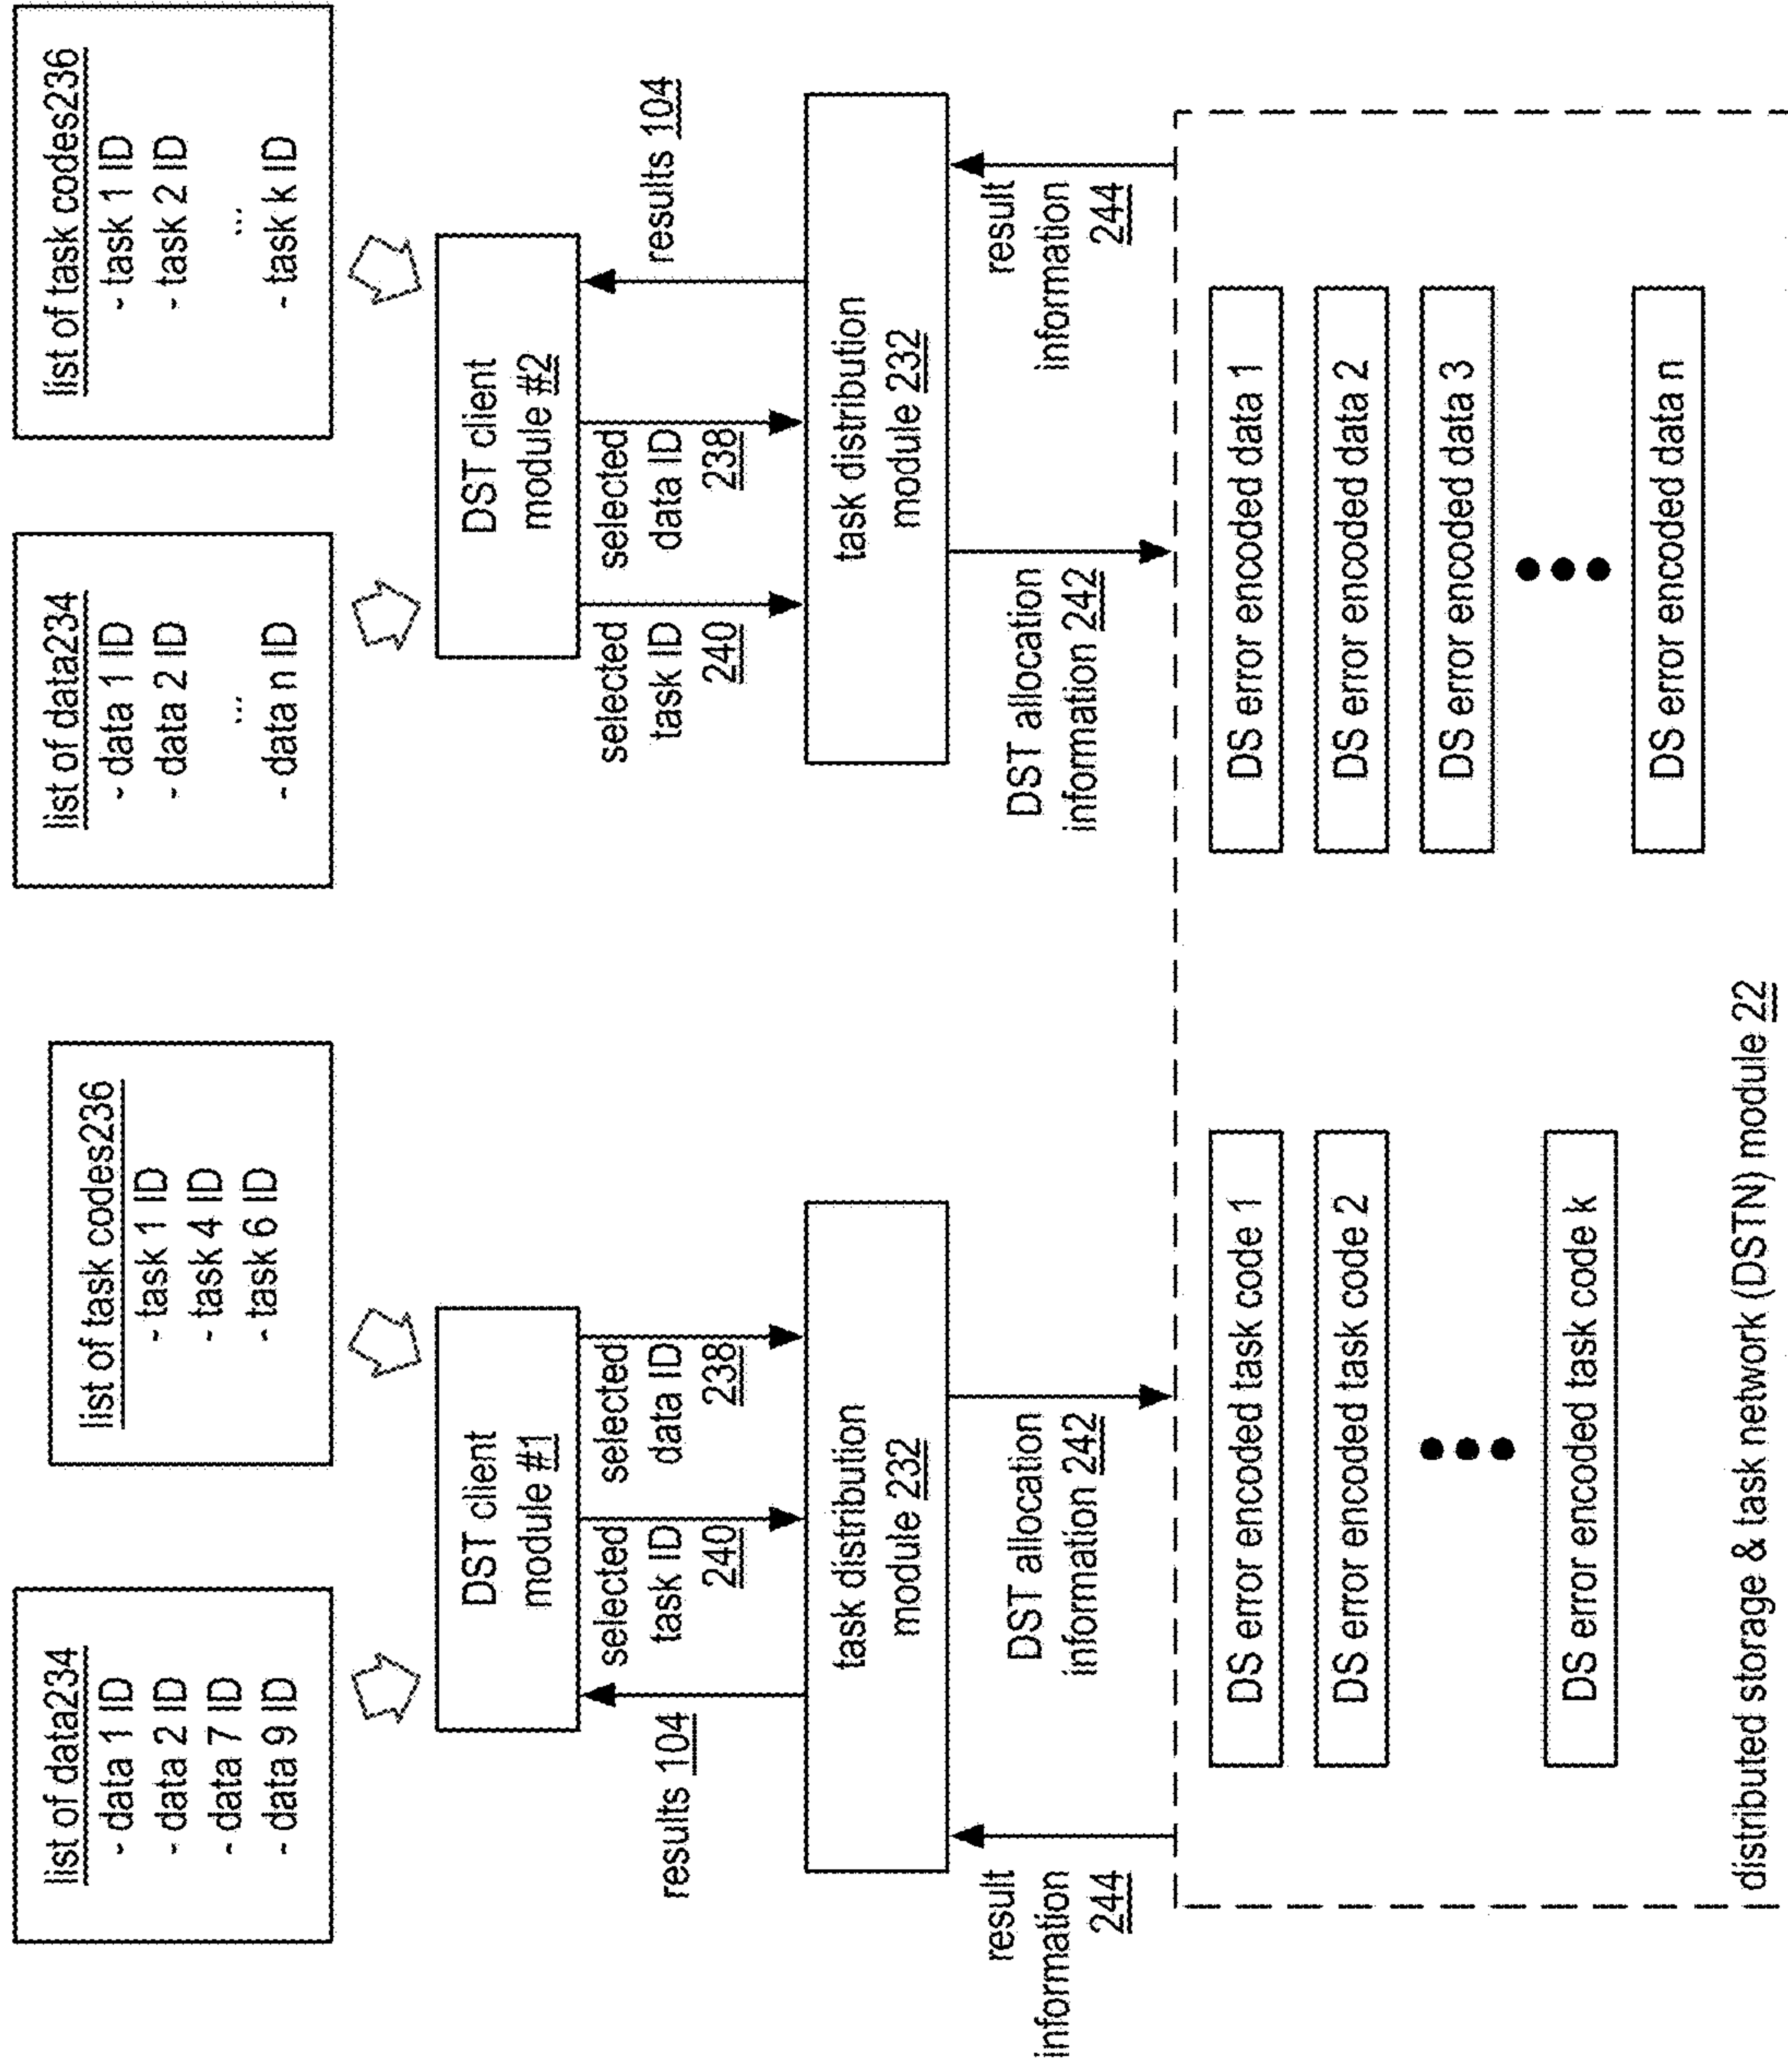 list of data234
- data 1 ID
- data 2 ID
- data 7 ID
- data 9 ID
list of task codes236
- task 1 ID
- task 4 ID
- task 6 ID
list of data234
- data 1 ID
- data 2 ID
...
- data n ID
list of task codes236
- task 1 ID
- task 2 ID
...
- task k ID
DST client
module #1
DST client
module #2
results 104
selected
task ID
240
selected
data ID
238
selected
task ID
240
selected
data ID
238
results 104
task distribution
module 232
task distribution
module 232
result
information
244
DST allocation
information 242
DST allocation
information 242
result
information
244
DS error encoded task code 1
DS error encoded task code 2
DS error encoded task code k
DS error encoded data 1
DS error encoded data 2
DS error encoded data 3
DS error encoded data n
distributed storage & task network (DSTN) module 22